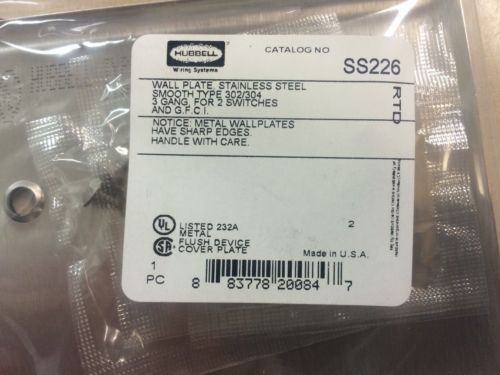 HUBBELL
Wiring Systems
CATALOG NO
SS226
WALL PLATE, STAINLESS STEEL
SMOOTH TYPE 302/304
3 GANG, FOR 2 SWITCHES
AND G.F.C.I.
RTD
NOTICE: METAL WALLPLATES
HAVE SHARP EDGES.
HANDLE WITH CARE.
UL
LISTED 232A
METAL
2
SA
FLUSH DEVICE
COVER PLATE
Made in U.S.A.
1
PC
8 83778 20084 7